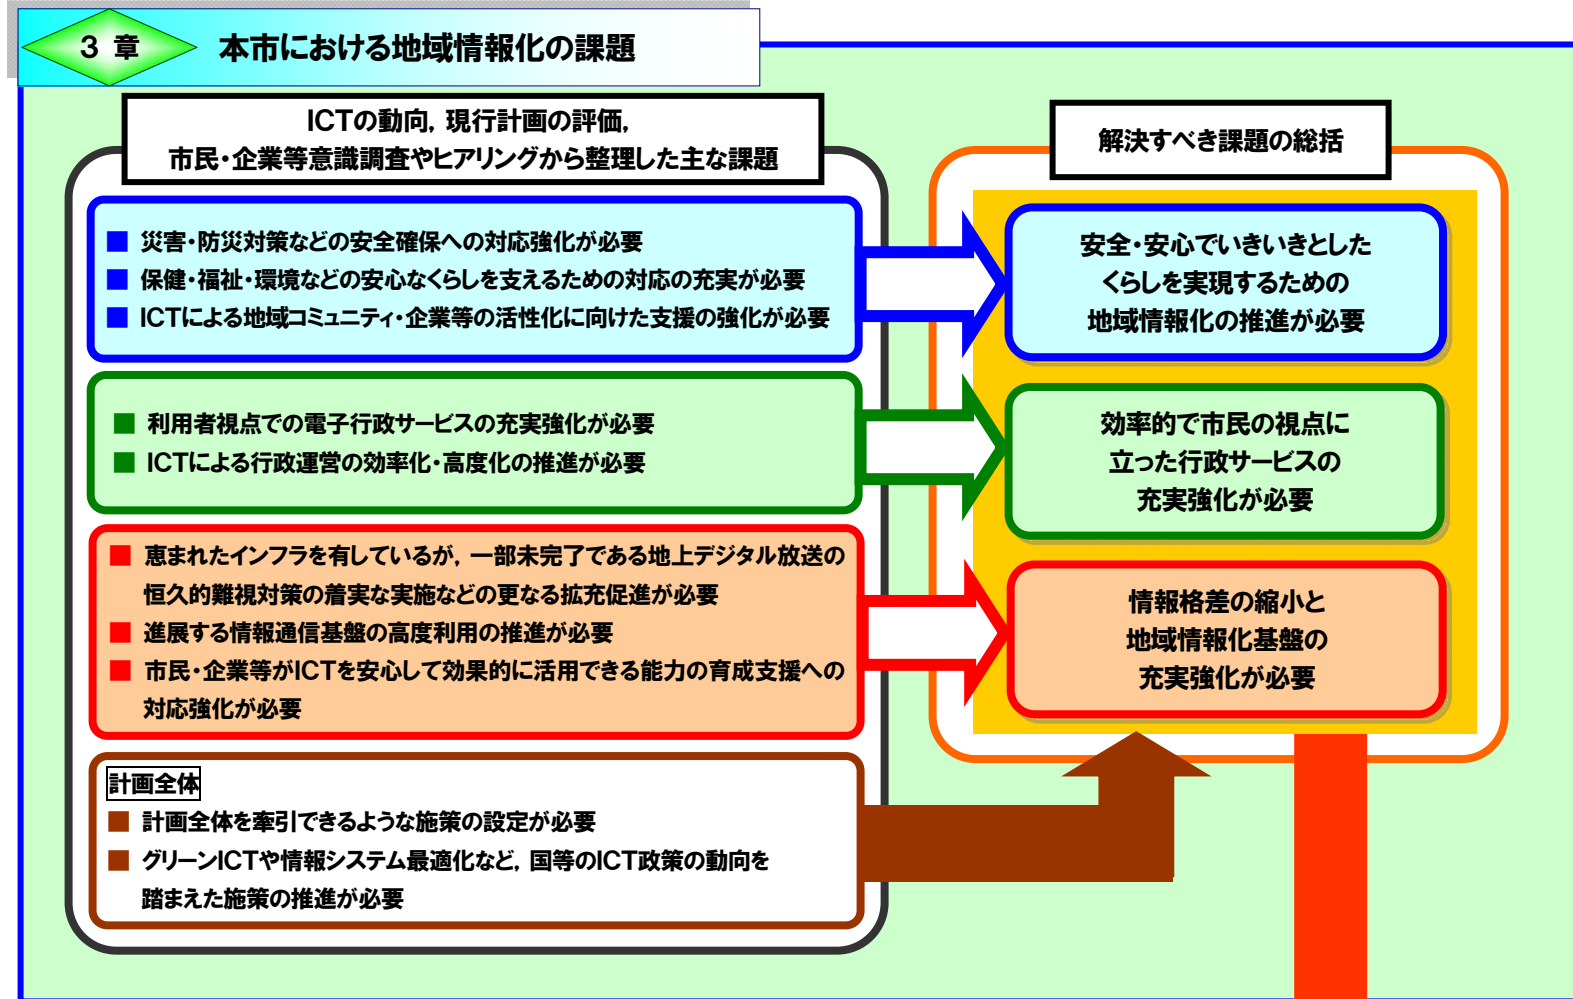 3 章
本市における地域情報化の課題
ICTの動向，現行計画の評価，
市民・企業等意識調査やヒアリングから整理した主な課題
■ 災害・防災対策などの安全確保への対応強化が必要
■ 保健・福祉・環境などの安心なくらしを支えるための対応の充実が必要
■ ICTによる地域コミュニティ・企業等の活性化に向けた支援の強化が必要
■ 利用者視点での電子行政サービスの充実強化が必要
■ ICTによる行政運営の効率化・高度化の推進が必要
■ 恵まれたインフラを有しているが，一部未完了である地上デジタル放送の
恒久的難視対策の着実な実施などの更なる拡充促進が必要
■ 進展する情報通信基盤の高度利用の推進が必要
■ 市民・企業等がICTを安心して効果的に活用できる能力の育成支援への
対応強化が必要
計画全体
■ 計画全体を牽引できるような施策の設定が必要
■ グリーンICTや情報システム最適化など，国等のICT政策の動向を
踏まえた施策の推進が必要
解決すべき課題の総括
安全・安心でいきいきとした
くらしを実現するための
地域情報化の推進が必要
効率的で市民の視点に
立った行政サービスの
充実強化が必要
情報格差の縮小と
地域情報化基盤の
充実強化が必要